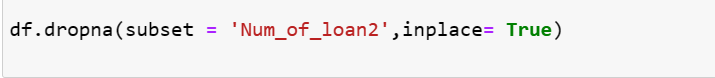 df.dropna(subset = 'Num_of_loan2',inplace= True)